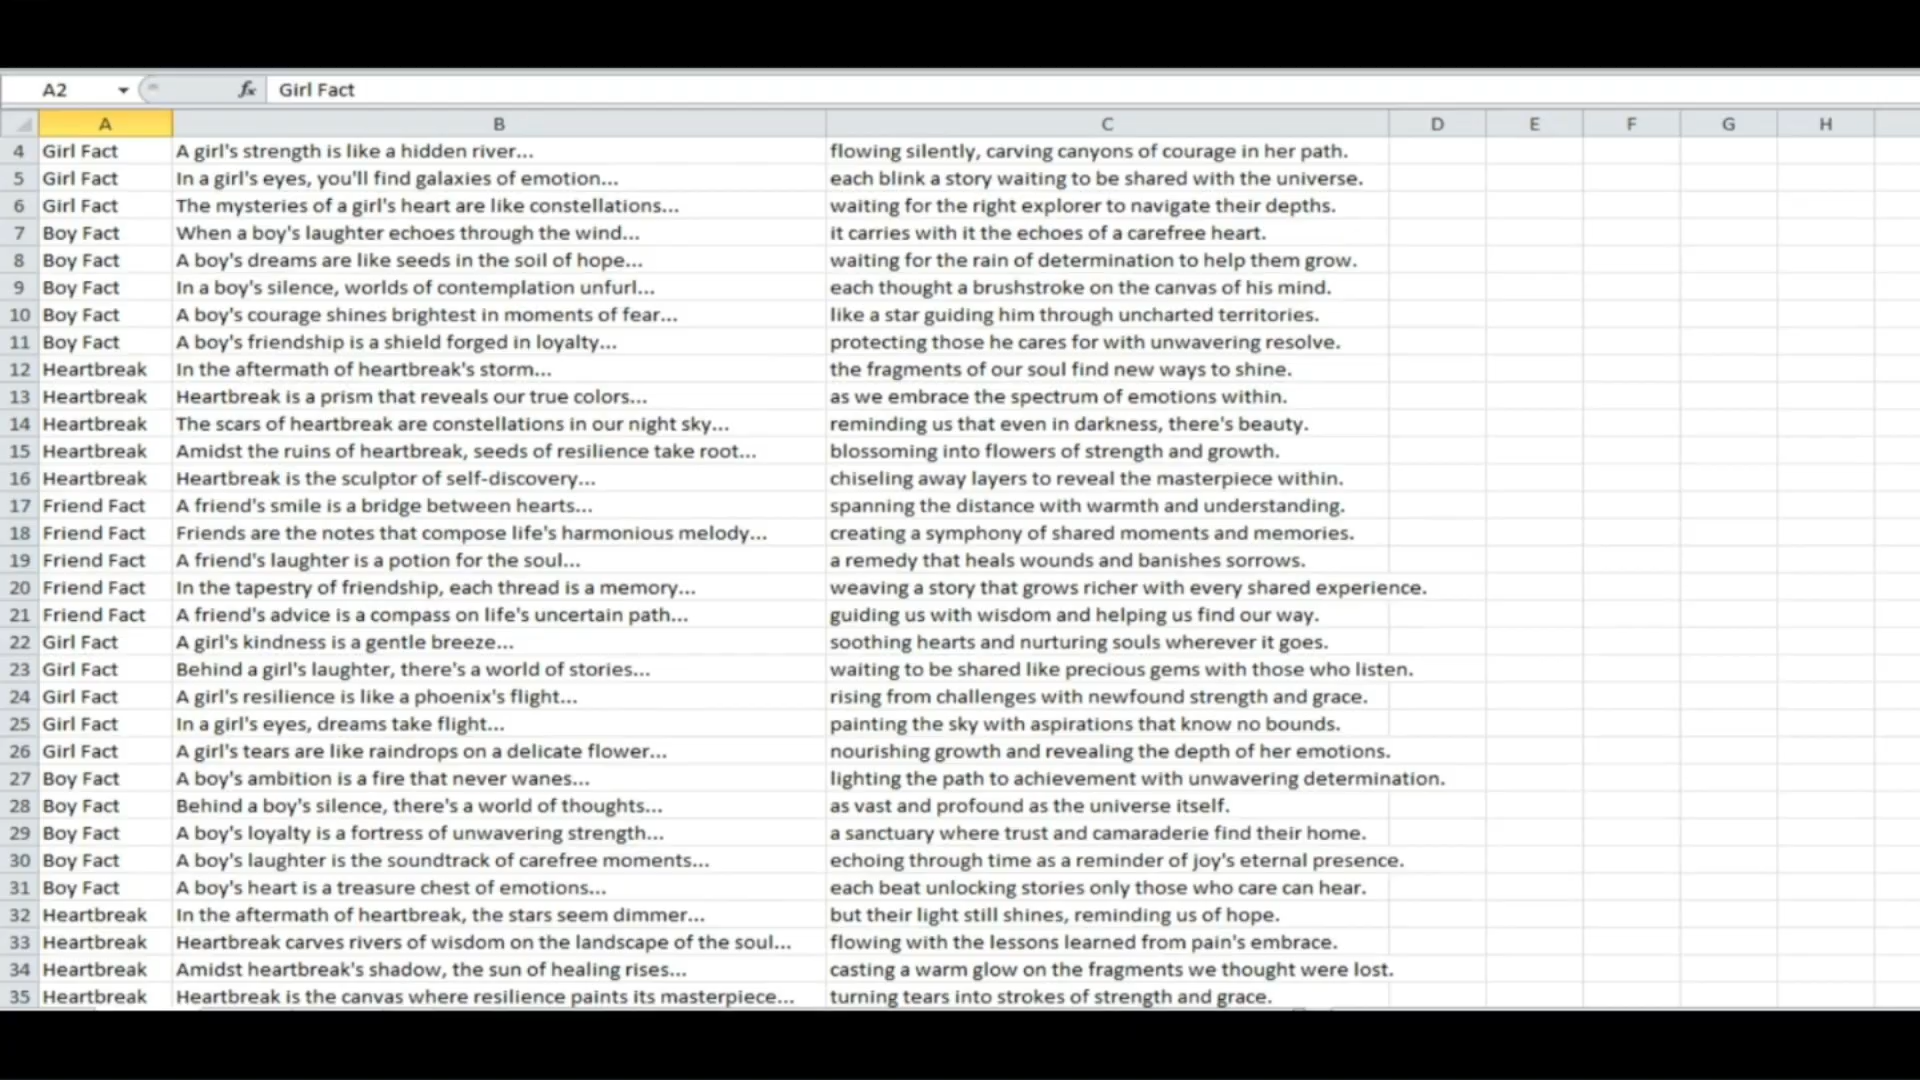 A2 fx Girl Fact
A B C D E F G H
4 Girl Fact A girl's strength is like a hidden river... flowing silently, carving canyons of courage in her path.
5 Girl Fact In a girl's eyes, you'll find galaxies of emotion... each blink a story waiting to be shared with the universe.
6 Girl Fact The mysteries of a girl's heart are like constellations... waiting for the right explorer to navigate their depths.
7 Boy Fact When a boy's laughter echoes through the wind... it carries with it the echoes of a carefree heart.
8 Boy Fact A boy's dreams are like seeds in the soil of hope... waiting for the rain of determination to help them grow.
9 Boy Fact In a boy's silence, worlds of contemplation unfurl... each thought a brushstroke on the canvas of his mind.
10 Boy Fact A boy's courage shines brightest in moments of fear... like a star guiding him through uncharted territories.
11 Boy Fact A boy's friendship is a shield forged in loyalty... protecting those he cares for with unwavering resolve.
12 Heartbreak In the aftermath of heartbreak's storm... the fragments of our soul find new ways to shine.
13 Heartbreak Heartbreak is a prism that reveals our true colors... as we embrace the spectrum of emotions within.
14 Heartbreak The scars of heartbreak are constellations in our night sky... reminding us that even in darkness, there's beauty.
15 Heartbreak Amidst the ruins of heartbreak, seeds of resilience take root... blossoming into flowers of strength and growth.
16 Heartbreak Heartbreak is the sculptor of self-discovery... chiseling away layers to reveal the masterpiece within.
17 Friend Fact A friend's smile is a bridge between hearts... spanning the distance with warmth and understanding.
18 Friend Fact Friends are the notes that compose life's harmonious melody... creating a symphony of shared moments and memories.
19 Friend Fact A friend's laughter is a potion for the soul... a remedy that heals wounds and banishes sorrows.
20 Friend Fact In the tapestry of friendship, each thread is a memory... weaving a story that grows richer with every shared experience.
21 Friend Fact A friend's advice is a compass on life's uncertain path... guiding us with wisdom and helping us find our way.
22 Girl Fact A girl's kindness is a gentle breeze... soothing hearts and nurturing souls wherever it goes.
23 Girl Fact Behind a girl's laughter, there's a world of stories... waiting to be shared like precious gems with those who listen.
24 Girl Fact A girl's resilience is like a phoenix's flight... rising from challenges with newfound strength and grace.
25 Girl Fact In a girl's eyes, dreams take flight... painting the sky with aspirations that know no bounds.
26 Girl Fact A girl's tears are like raindrops on a delicate flower... nourishing growth and revealing the depth of her emotions.
27 Boy Fact A boy's ambition is a fire that never wanes... lighting the path to achievement with unwavering determination.
28 Boy Fact Behind a boy's silence, there's a world of thoughts... as vast and profound as the universe itself.
29 Boy Fact A boy's loyalty is a fortress of unwavering strength... a sanctuary where trust and camaraderie find their home.
30 Boy Fact A boy's laughter is the soundtrack of carefree moments... echoing through time as a reminder of joy's eternal presence.
31 Boy Fact A boy's heart is a treasure chest of emotions... each beat unlocking stories only those who care can hear.
32 Heartbreak In the aftermath of heartbreak, the stars seem dimmer... but their light still shines, reminding us of hope.
33 Heartbreak Heartbreak carves rivers of wisdom on the landscape of the soul... flowing with the lessons learned from pain's embrace.
34 Heartbreak Amidst heartbreak's shadow, the sun of healing rises... casting a warm glow on the fragments we thought were lost.
35 Heartbreak Heartbreak is the canvas where resilience paints its masterpiece... turning tears into strokes of strength and grace.